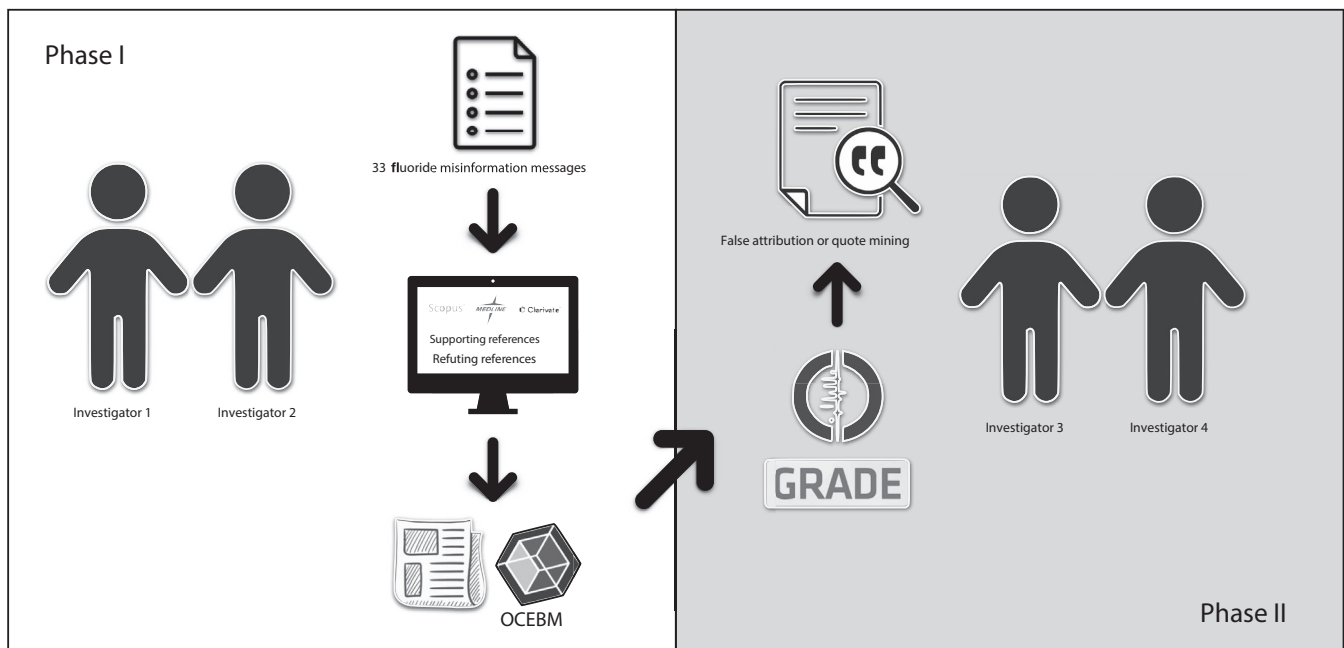 Phase I
33 fluoride misinformation messages
Investigator 1
Investigator 2
Scopus
MEDLINE
Clarivate
Supporting references
Refuting references
OCEBM
False attribution or quote mining
GRADE
Investigator 3
Investigator 4
Phase II